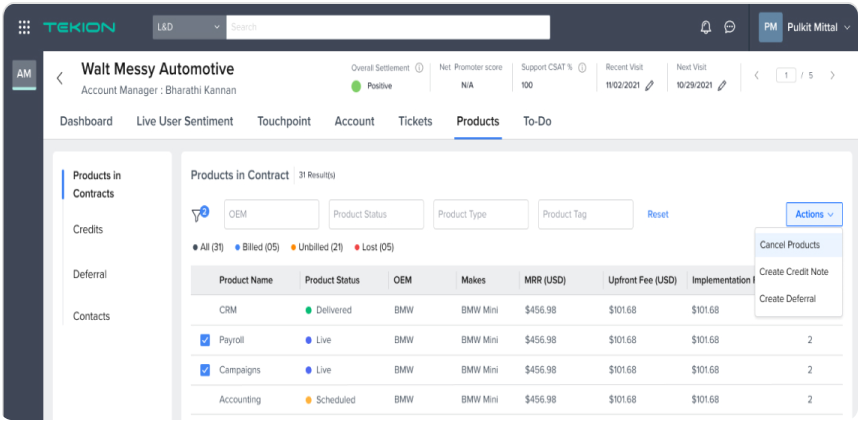 TEKION
L&D
Search
PM
Pulkit Mittal
AM
Walt Messy Automotive
Account Manager : Bharathi Kannan
Overall Settlement
Positive
Net Promoter score
N/A
Support CSAT %
100
Recent Visit
11/02/2021
Next Visit
10/29/2021
1 / 5
Dashboard Live User Sentiment Touchpoint Account Tickets Products To-Do
Products in
Contracts
Credits
Deferral
Contacts
Products in Contract 31 Result(s)
2
OEM Product Status Product Type Product Tag Reset
Actions
Cancel Products
Create Credit Note
Create Deferral
All (31) Billed (05) Unbilled (21) Lost (05)
Product Name Product Status OEM Makes MRR (USD) Upfront Fee (USD) Implementation
CRM Delivered BMW BMW Mini $456.98 $101.68 $101.68
Payroll Live BMW BMW Mini $456.98 $101.68 $101.68 2
Campaigns Live BMW BMW Mini $456.98 $101.68 $101.68 2
Accounting Scheduled BMW BMW Mini $456.98 $101.68 $101.68 2